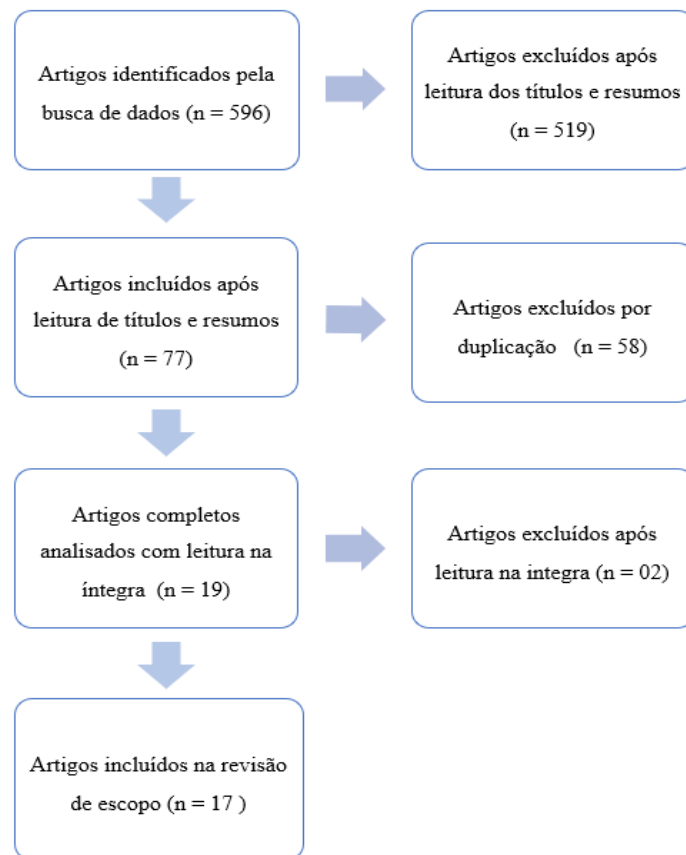 Artigos identificados pela
busca de dados (n = 596)
Artigos excluídos após
leitura dos títulos e resumos
(n = 519)
Artigos incluídos após
leitura de títulos e resumos
(n = 77)
Artigos excluídos por
duplicação (n = 58)
Artigos completos
analisados com leitura na
íntegra (n = 19)
Artigos excluídos após
leitura na integra (n = 02)
Artigos incluídos na revisão
de escopo (n = 17 )